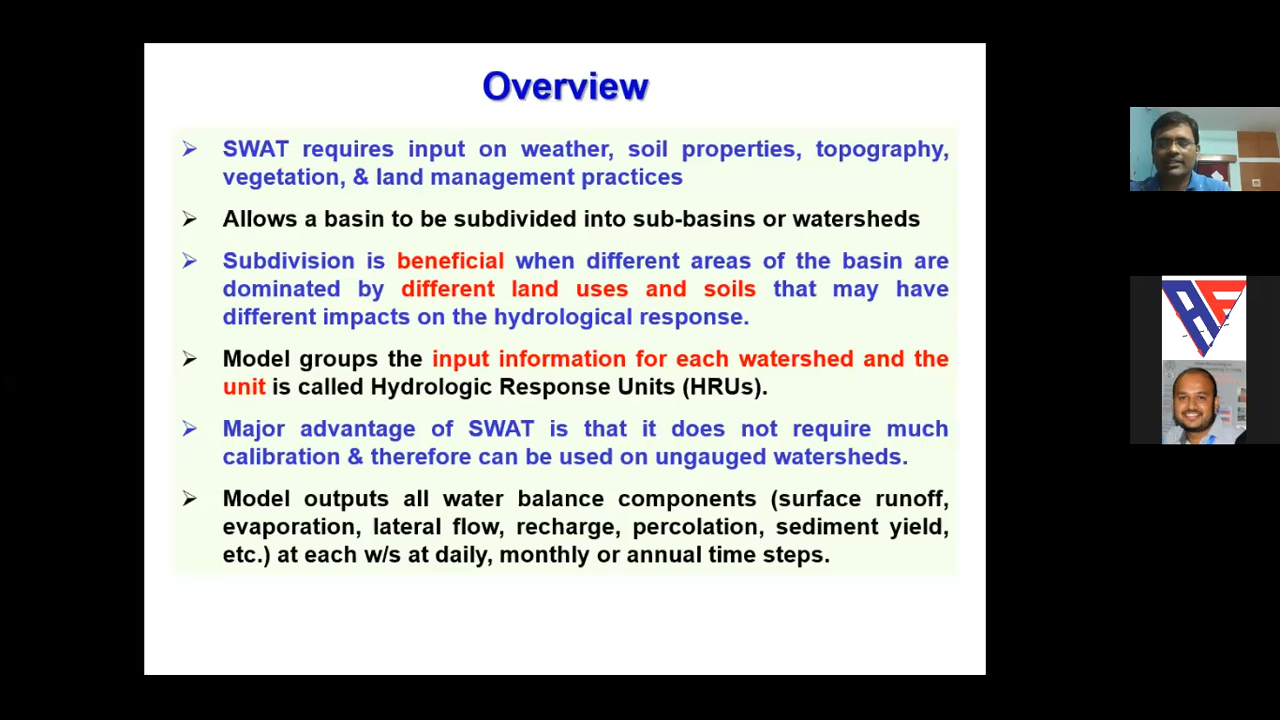 Overview
➢ SWAT requires input on weather, soil properties, topography,
vegetation, & land management practices
➢ Allows a basin to be subdivided into sub-basins or watersheds
➢ Subdivision is beneficial when different areas of the basin are
dominated by different land uses and soils that may have
different impacts on the hydrological response.
➢ Model groups the input information for each watershed and the
unit is called Hydrologic Response Units (HRUs).
➢ Major advantage of SWAT is that it does not require much
calibration & therefore can be used on ungauged watersheds.
➢ Model outputs all water balance components (surface runoff,
evaporation, lateral flow, recharge, percolation, sediment yield,
etc.) at each w/s at daily, monthly or annual time steps.